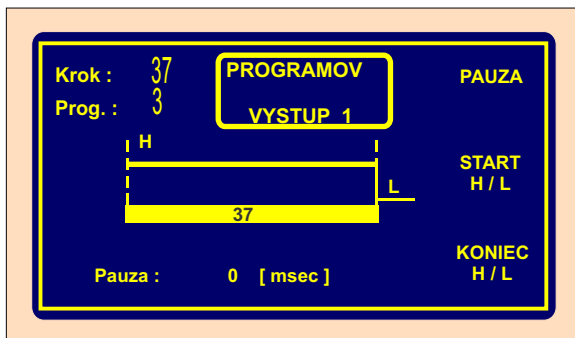 Krok : 37
Prog. : 3
PROGRAMOV
VYSTUP 1
PAUZA
H
START
H / L
L
37
KONIEC
H / L
Pauza : 0 [ msec ]